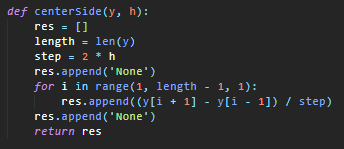 def centerSide(y, h):
    res = []
    length = len(y)
    step = 2 * h
    res.append('None')
    for i in range(1, length - 1, 1):
        res.append((y[i + 1] - y[i - 1]) / step)
    res.append('None')
    return res